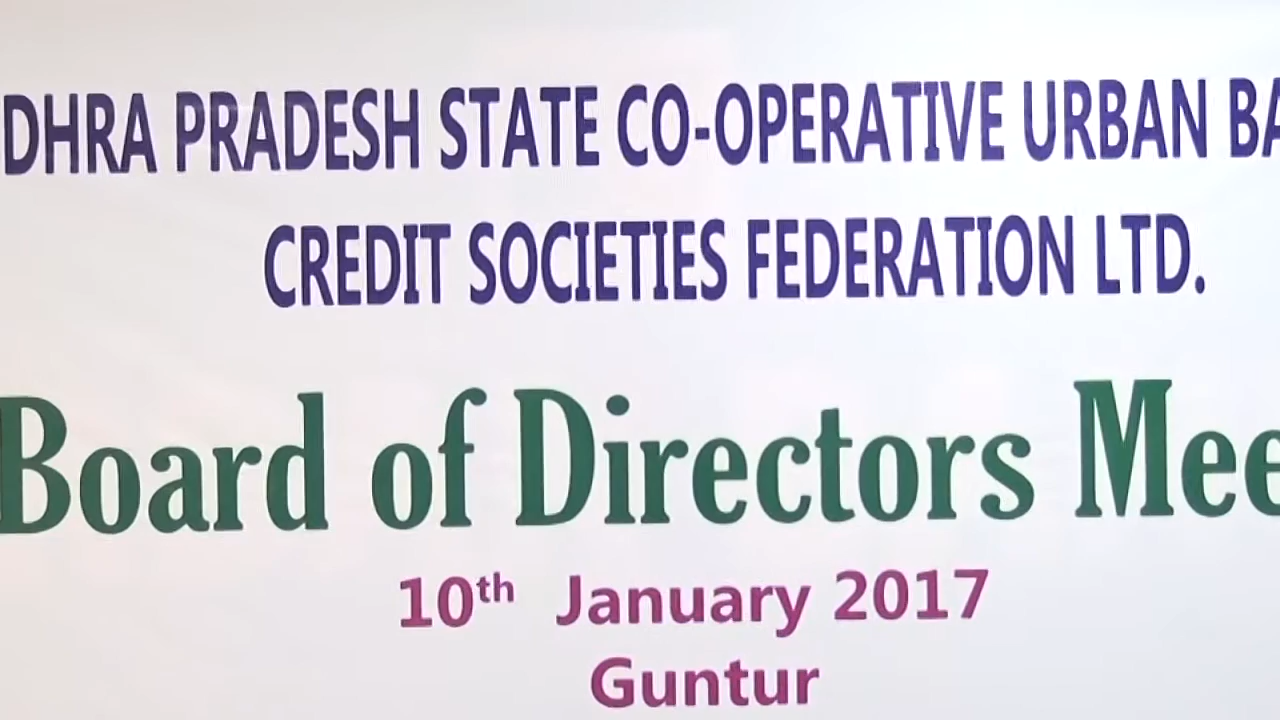 DHRA PRADESH STATE CO-OPERATIVE URBAN BA
CREDIT SOCIETIES FEDERATION LTD.
Board of Directors Mee
10th January 2017
Guntur